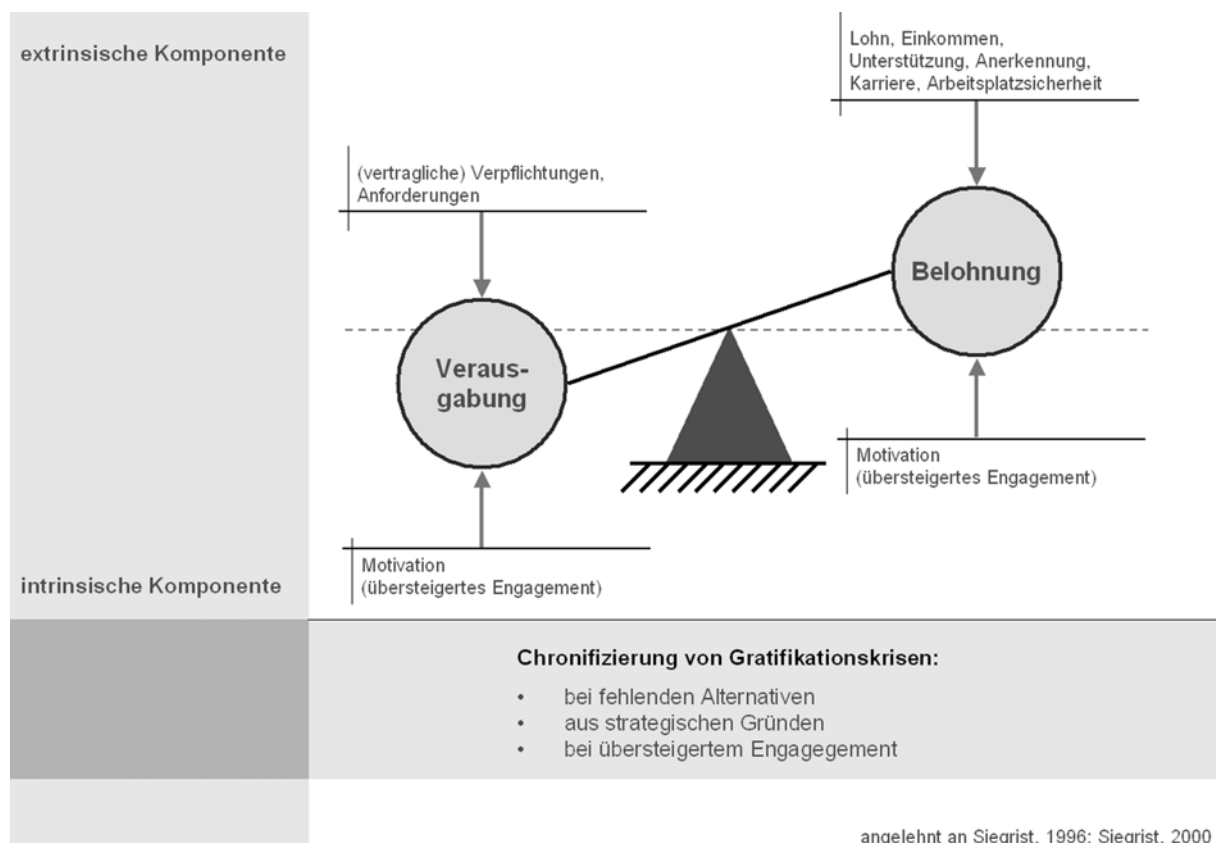 extrinsische Komponente
Lohn, Einkommen,
Unterstützung, Anerkennung,
Karriere, Arbeitsplatzsicherheit
(vertragliche) Verpflichtungen,
Anforderungen
Belohnung
Veraus-
gabung
Motivation
(übersteigertes Engagement)
Motivation
(übersteigertes Engagement)
intrinsische Komponente
Chronifizierung von Gratifikationskrisen:
• bei fehlenden Alternativen
• aus strategischen Gründen
• bei übersteigertem Engagegement
angelehnt an Siegrist, 1996; Siegrist, 2000